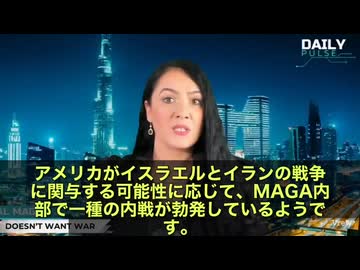 DAILY
PULSE
アメリカがイスラエルとイランの戦争
に関与する可能性に応じて、MAGA内
部で一種の内戦が勃発しているようで
す。
DOESN'T WANT WAR